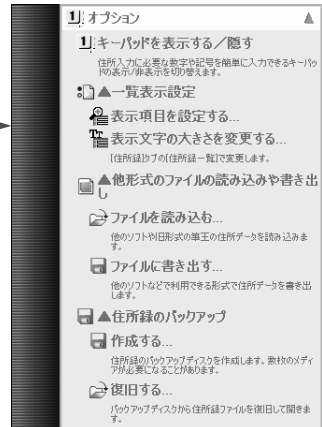 オプション
キーパッドを表示する／隠す
住所入力に必要な数字や記号を簡単に入力できるキーパッ
ドの表示/非表示を切り替えます。
▲一覧表示設定
表示項目を設定する...
表示文字の大きさを変更する...
[住所録]タブの[住所録一覧]で変更します。
▲他形式のファイルの読み込みや書き出
し
ファイルを読み込む...
他のソフトや旧形式の筆王の住所データを読み込みま
す。
ファイルに書き出す...
他のソフトなどで利用できる形式で住所データを書き出
します。
▲住所録のバックアップ
作成する...
住所録のバックアップディスクを作成します。数枚のメディ
アが必要になることがあります。
復旧する...
バックアップディスクから住所録ファイルを復旧して開きま
す。